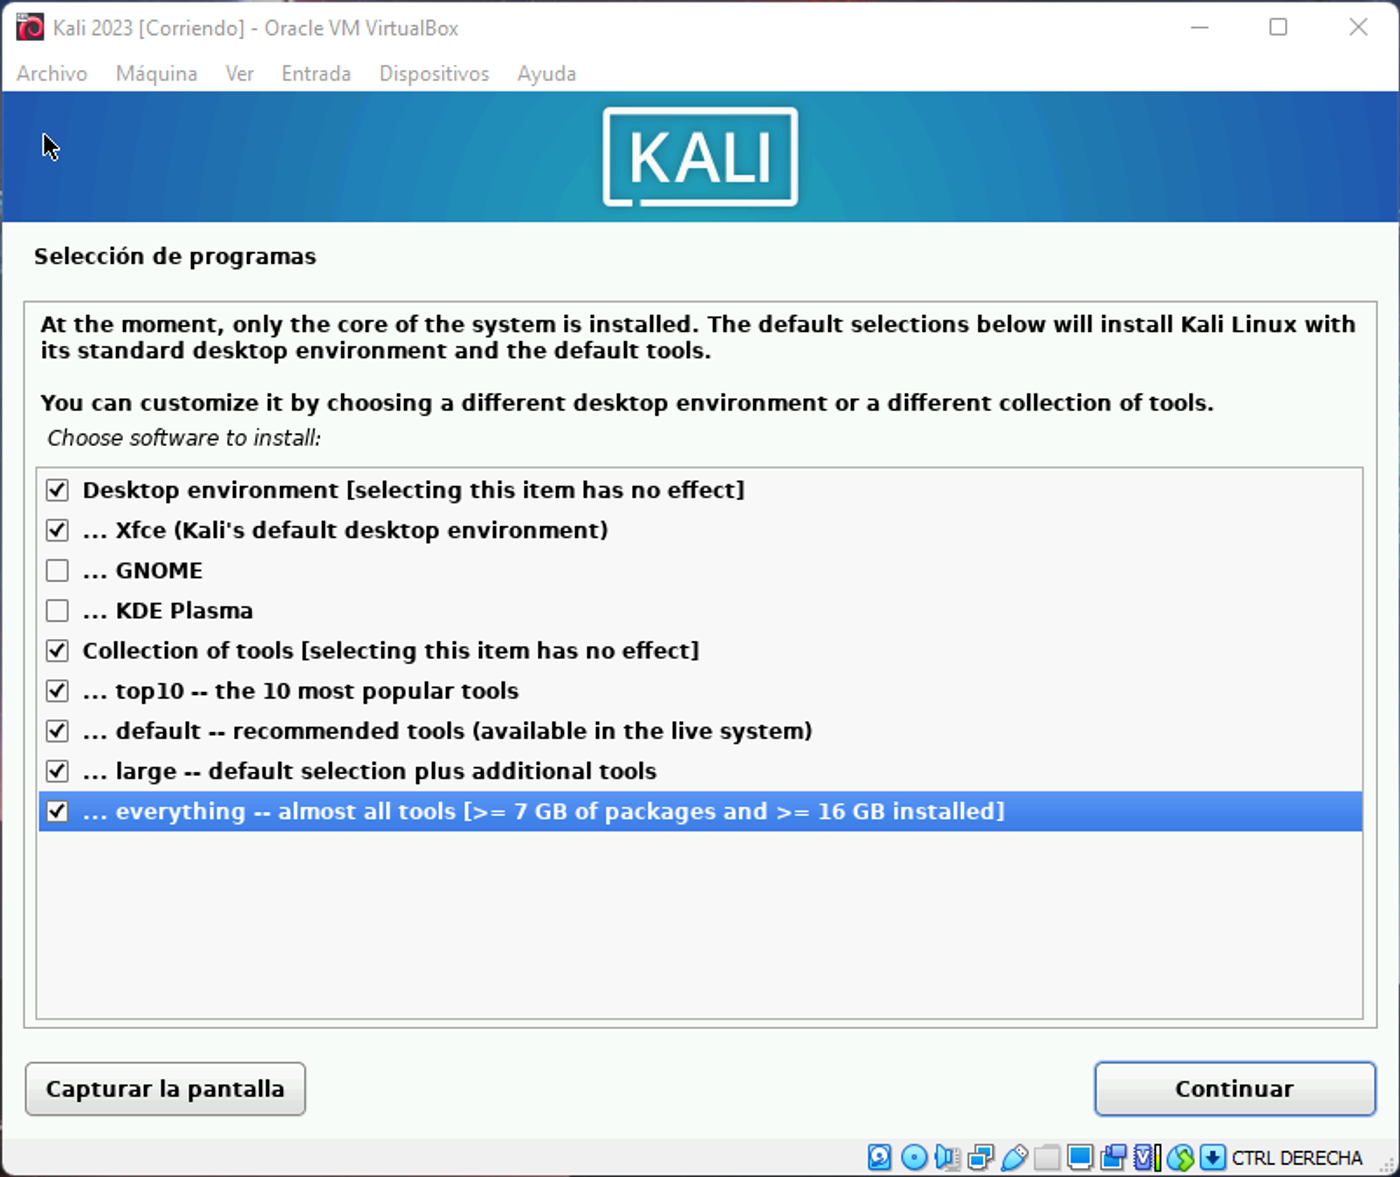 Kali 2023 [Corriendo] - Oracle VM VirtualBox
Archivo Máquina Ver Entrada Dispositivos Ayuda
KALI
Selección de programas
At the moment, only the core of the system is installed. The default selections below will install Kali Linux with
its standard desktop environment and the default tools.
You can customize it by choosing a different desktop environment or a different collection of tools.
Choose software to install:
Desktop environment [selecting this item has no effect]
... Xfce (Kali's default desktop environment)
... GNOME
... KDE Plasma
Collection of tools [selecting this item has no effect]
... top10 -- the 10 most popular tools
... default -- recommended tools (available in the live system)
... large -- default selection plus additional tools
... everything -- almost all tools [>= 7 GB of packages and >= 16 GB installed]
Capturar la pantalla Continuar
CTRL DERECHA